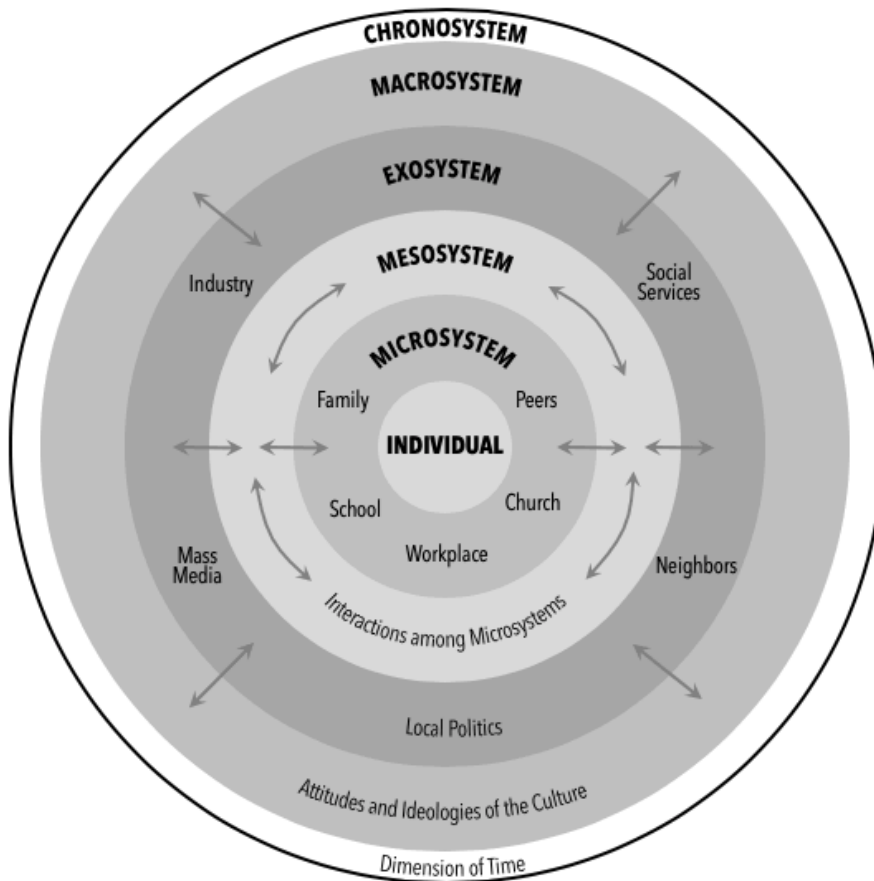 CHRONOSYSTEM
MACROSYSTEM
EXOSYSTEM
MESOSYSTEM
Industry
Social
Services
MICROSYSTEM
Family
Peers
INDIVIDUAL
School
Church
Workplace
Mass
Media
Neighbors
Interactions among Microsystems
Local Politics
Attitudes and Ideologies of the Culture
Dimension of Time